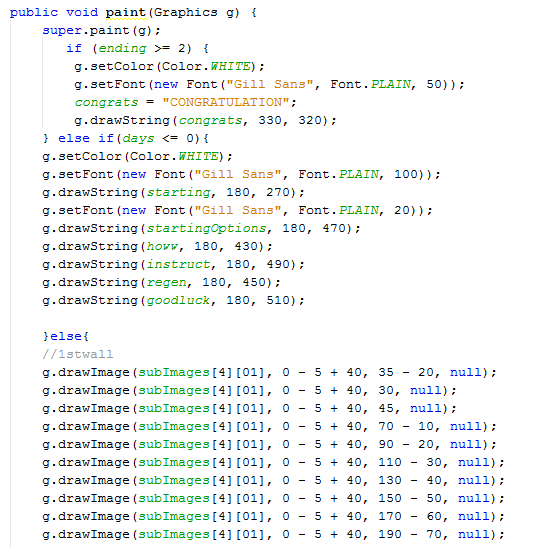 public void paint(Graphics g) {
super.paint(g);
if (ending >= 2) {
g.setColor(Color.WHITE);
g.setFont(new Font("Gill Sans", Font.PLAIN, 50));
congrats = "CONGRATULATION";
g.drawString(congrats, 330, 320);
} else if(days <= 0){
g.setColor(Color.WHITE);
g.setFont(new Font("Gill Sans", Font.PLAIN, 100));
g.drawString(starting, 180, 270);
g.setFont(new Font("Gill Sans", Font.PLAIN, 20));
g.drawString(startingOptions, 180, 470);
g.drawString(howv, 180, 430);
g.drawString(instruct, 180, 490);
g.drawString(regen, 180, 450);
g.drawString(goodluck, 180, 510);
}else{
//1stwall
g.drawImage(subImages[4][01], 0 - 5 + 40, 35 - 20, null);
g.drawImage(subImages[4][01], 0 - 5 + 40, 30, null);
g.drawImage(subImages[4][01], 0 - 5 + 40, 45, null);
g.drawImage(subImages[4][01], 0 - 5 + 40, 70 - 10, null);
g.drawImage(subImages[4][01], 0 - 5 + 40, 90 - 20, null);
g.drawImage(subImages[4][01], 0 - 5 + 40, 110 - 30, null);
g.drawImage(subImages[4][01], 0 - 5 + 40, 130 - 40, null);
g.drawImage(subImages[4][01], 0 - 5 + 40, 150 - 50, null);
g.drawImage(subImages[4][01], 0 - 5 + 40, 170 - 60, null);
g.drawImage(subImages[4][01], 0 - 5 + 40, 190 - 70, null);